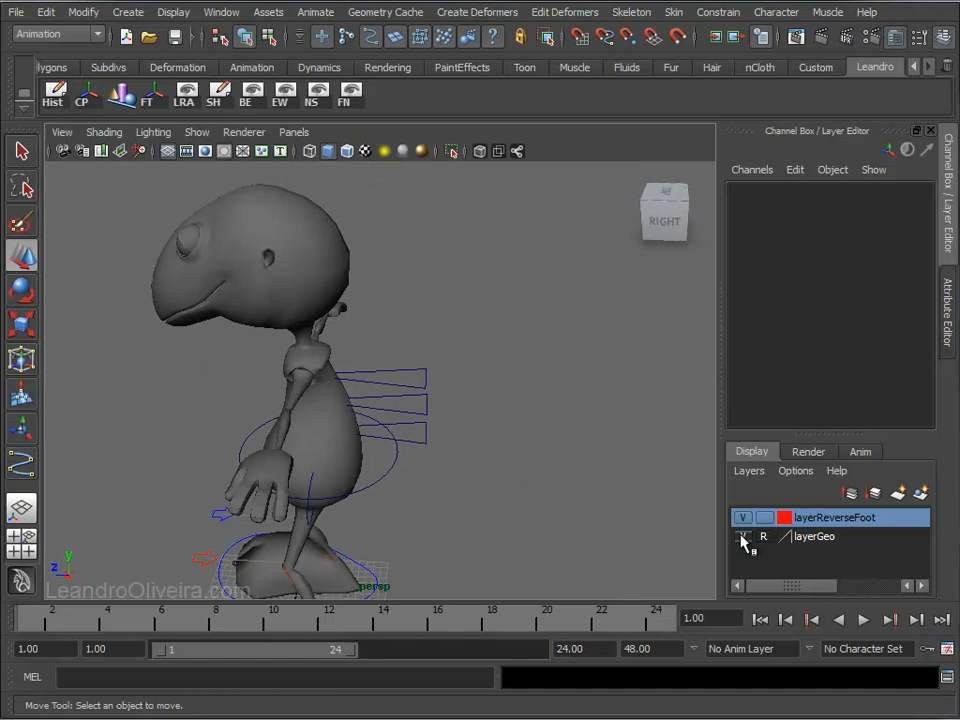 File Edit Modify Create Display Window Assets Animate Geometry Cache Create Deformers Edit Deformers Skeleton Skin Constrain Character Muscle Help
Animation
lygons Subdivs Deformation Animation Dynamics Rendering PaintEffects Toon Muscle Fluids Fur Hair nCloth Custom Leandro
Hist CP FT LRA SH BE EW NS FN
View Shading Lighting Show Renderer Panels
Channel Box / Layer Editor
Channels Edit Object Show
RIGHT
Channel Box / Layer Editor
Attribute Editor
Display Render Anim
Layers Options Help
V layerReverseFoot
V R layerGeo
y
z
x
persp
LeandroOliveira.com
2 4 6 8 10 12 14 16 18 20 22 24 1.00
1.00 1.00 1 24 24.00 48.00 No Anim Layer No Character Set
MEL
Move Tool: Select an object to move.